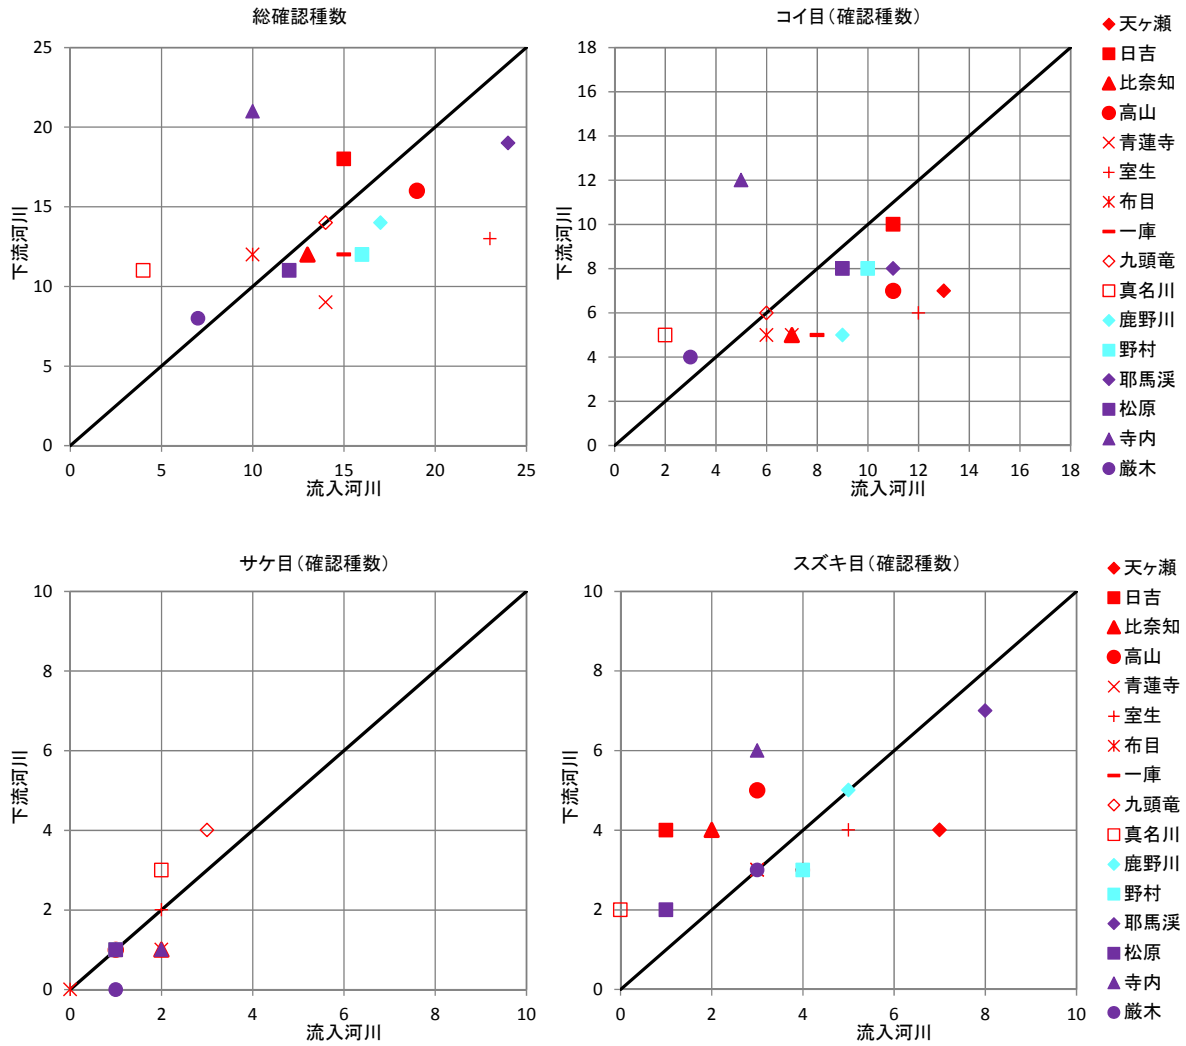 総確認種数
25
20
15
10
5
0
0
5
10
15
20
25
下流河川
流入河川
コイ目（確認種数）
18
16
14
12
10
8
6
4
2
0
0
2
4
6
8
10
12
14
16
18
下流河川
流入河川
天ヶ瀬
日吉
比奈知
高山
青蓮寺
室生
布目
一庫
九頭竜
真名川
鹿野川
野村
耶馬渓
松原
寺内
厳木
サケ目（確認種数）
10
8
6
4
2
0
0
2
4
6
8
10
下流河川
流入河川
スズキ目（確認種数）
10
8
6
4
2
0
0
2
4
6
8
10
下流河川
流入河川
天ヶ瀬
日吉
比奈知
高山
青蓮寺
室生
布目
一庫
九頭竜
真名川
鹿野川
野村
耶馬渓
松原
寺内
厳木